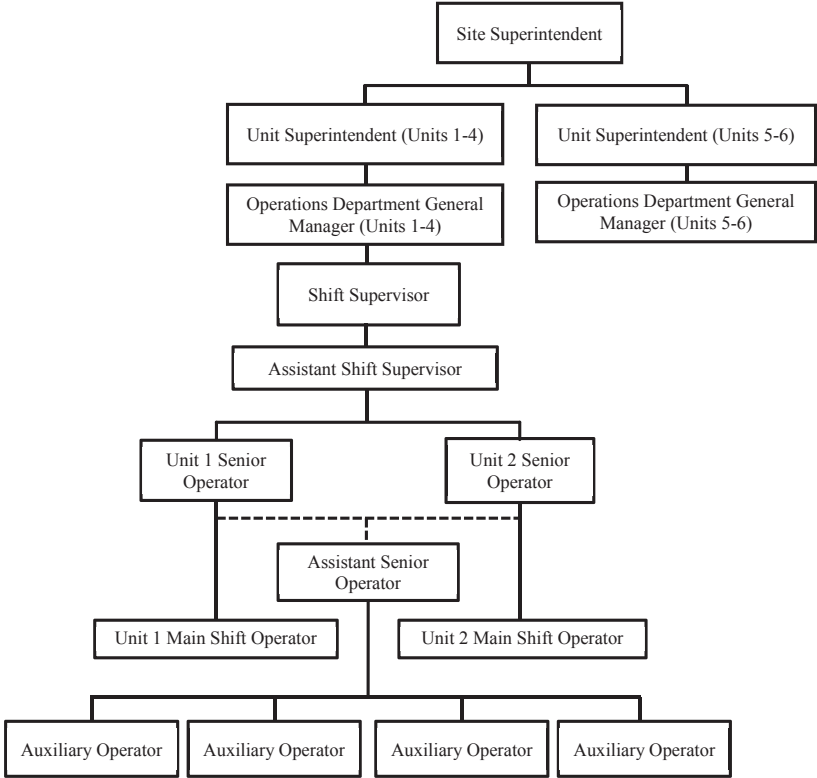 Site Superintendent
Unit Superintendent (Units 1-4)
Unit Superintendent (Units 5-6)
Operations Department General
Manager (Units 1-4)
Operations Department General
Manager (Units 5-6)
Shift Supervisor
Assistant Shift Supervisor
Unit 1 Senior
Operator
Unit 2 Senior
Operator
Assistant Senior
Operator
Unit 1 Main Shift Operator
Unit 2 Main Shift Operator
Auxiliary Operator
Auxiliary Operator
Auxiliary Operator
Auxiliary Operator